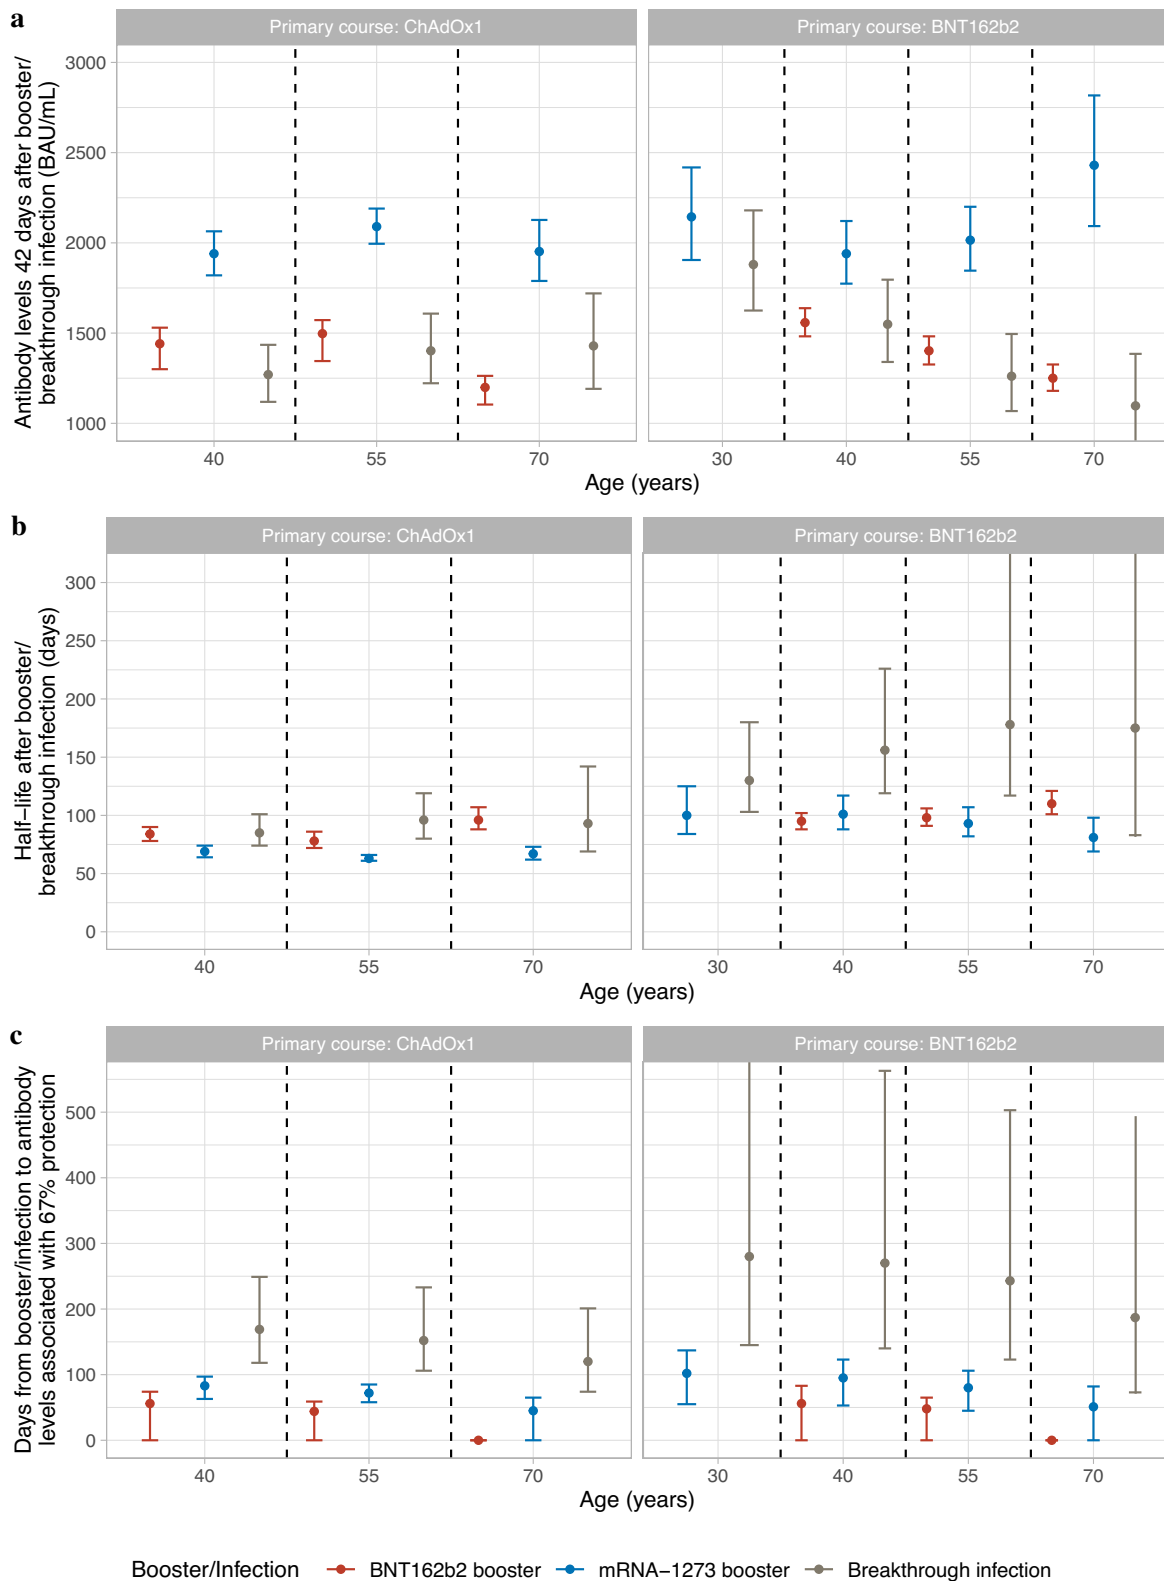 a
Primary course: ChAdOx1
Primary course: BNT162b2
Antibody levels 42 days after booster/
breakthrough infection (BAU/mL)
3000
2500
2000
1500
1000
40
55
70
30
40
55
70
Age (years)
b
Primary course: ChAdOx1
Primary course: BNT162b2
Half−life after booster/
breakthrough infection (days)
300
250
200
150
100
50
0
40
55
70
30
40
55
70
Age (years)
c
Primary course: ChAdOx1
Primary course: BNT162b2
Days from booster/infection to antibody
levels associated with 67% protection
500
400
300
200
100
0
40
55
70
30
40
55
70
Age (years)
Booster/Infection BNT162b2 booster mRNA−1273 booster Breakthrough infection